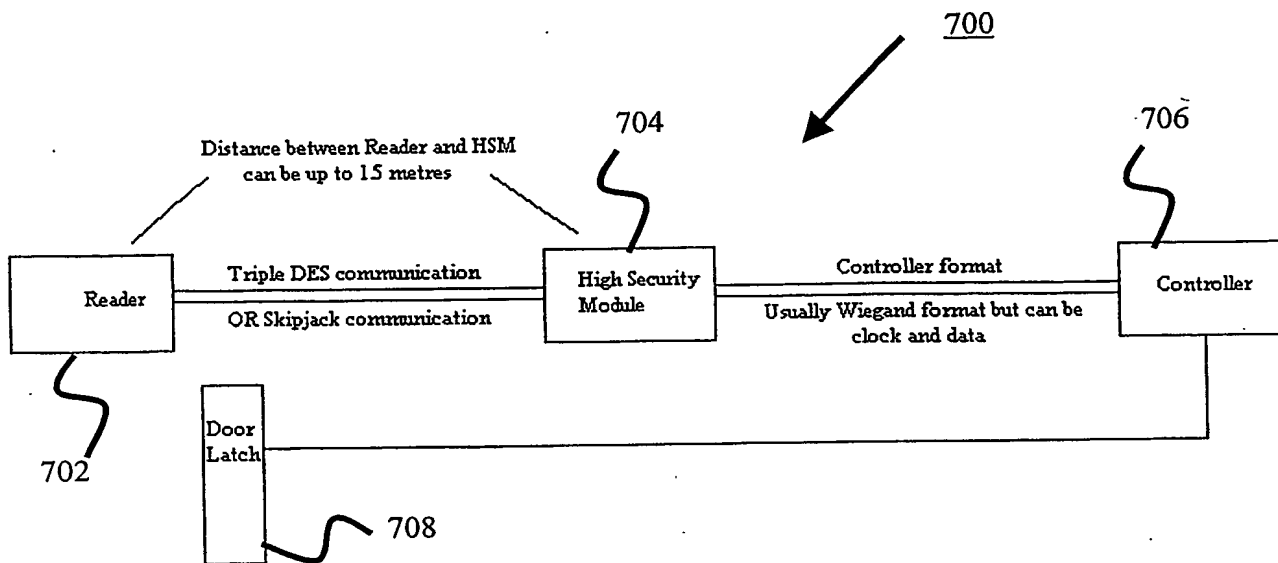 700
704
706
Distance between Reader and HSM
can be up to 15 metres
Reader
Triple DES communication
OR Skipjack communication
High Security
Module
Controller format
Usually Wiegand format but can be
clock and data
Controller
Door
Latch
702
708